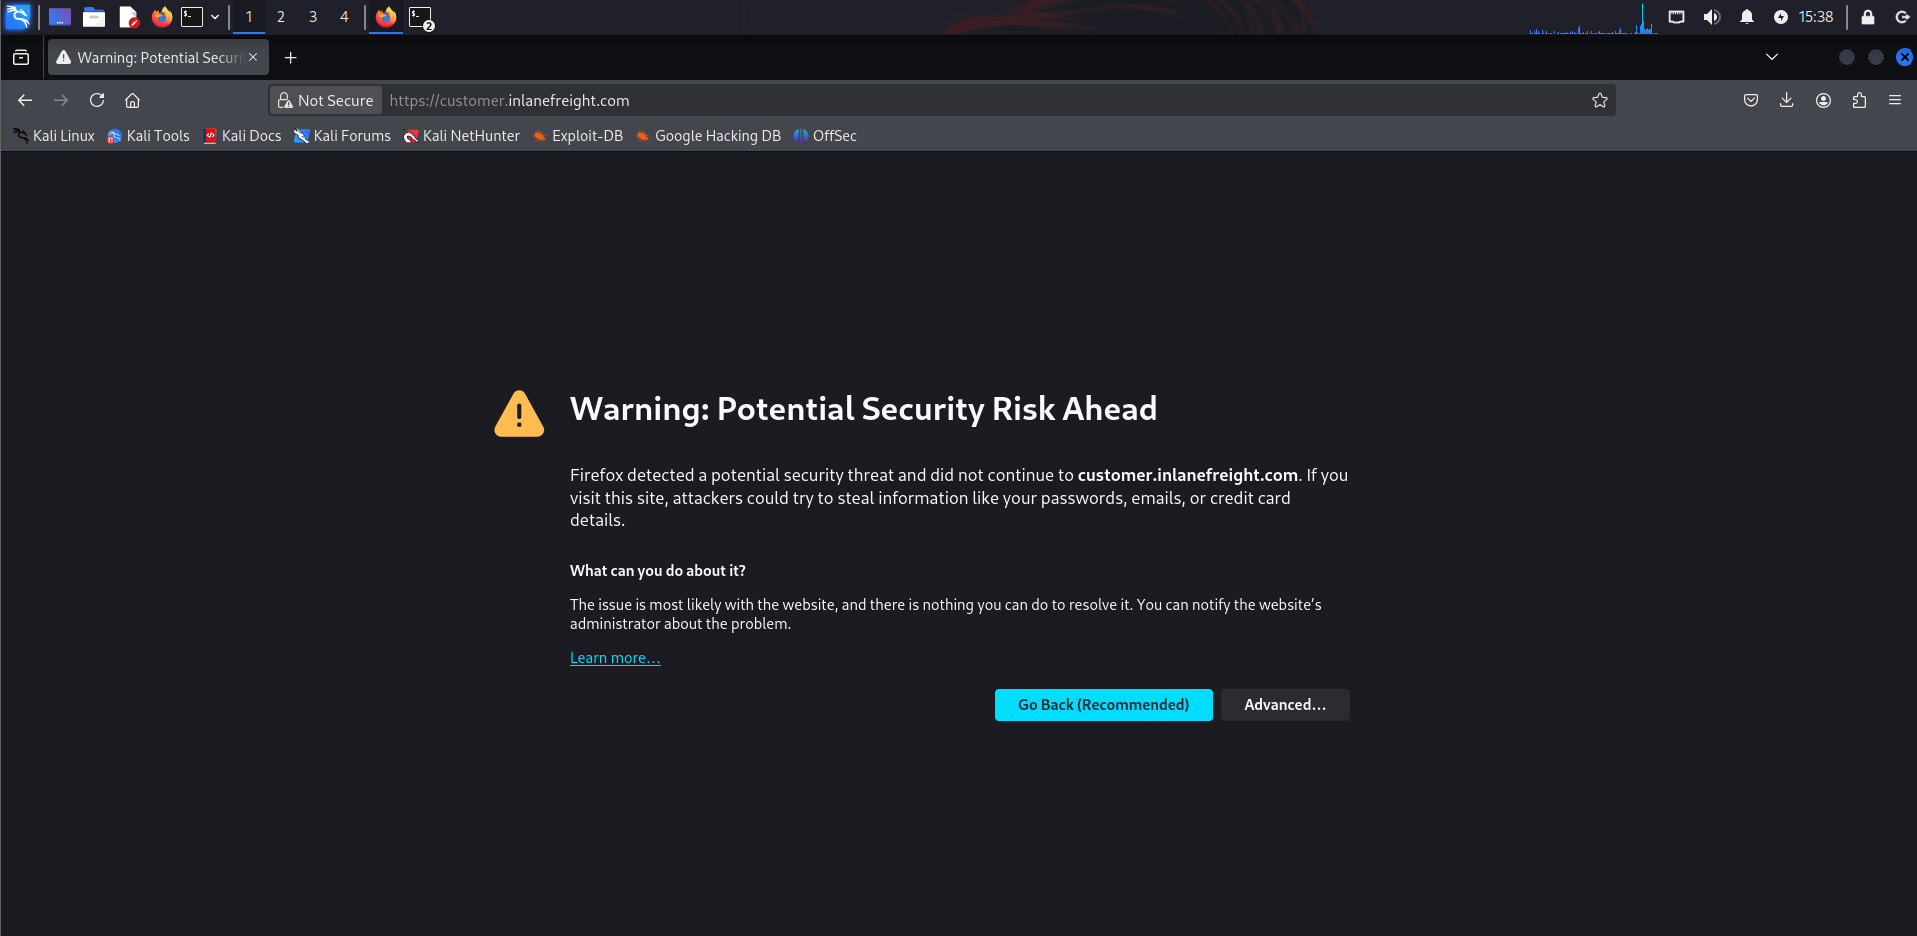 1 2 3 4 2 15:38
Warning: Potential Securi
Not Secure https://customer.inlanefreight.com
Kali Linux Kali Tools Kali Docs Kali Forums Kali NetHunter Exploit-DB Google Hacking DB OffSec
Warning: Potential Security Risk Ahead
Firefox detected a potential security threat and did not continue to customer.inlanefreight.com. If you
visit this site, attackers could try to steal information like your passwords, emails, or credit card
details.
What can you do about it?
The issue is most likely with the website, and there is nothing you can do to resolve it. You can notify the website’s
administrator about the problem.
Learn more…
Go Back (Recommended) Advanced…